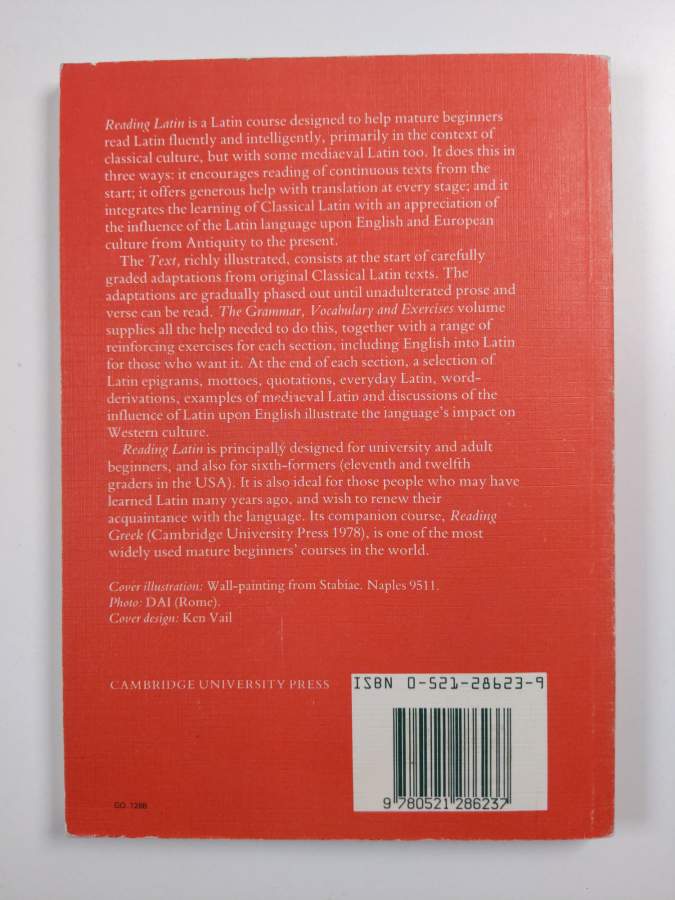 Reading Latin is a Latin course designed to help mature beginners
read Latin fluently and intelligently, primarily in the context of
classical culture, but with some mediaeval Latin too. It does this in
three ways: it encourages reading of continuous texts from the
start; it offers generous help with translation at every stage; and it
integrates the learning of Classical Latin with an appreciation of
the influence of the Latin language upon English and European
culture from Antiquity to the present.
The Text, richly illustrated, consists at the start of carefully
graded adaptations from original Classical Latin texts. The
adaptations are gradually phased out until unadulterated prose and
verse can be read. The Grammar, Vocabulary and Exercises volume
supplies all the help needed to do this, together with a range of
reinforcing exercises for each section, including English into Latin
for those who want it. At the end of each section, a selection of
Latin epigrams, mottoes, quotations, everyday Latin, word-
derivations, examples of mediaeval Latin and discussions of the
influence of Latin upon English illustrate the language's impact on
Western culture.
Reading Latin is principally designed for university and adult
beginners, and also for sixth-formers (eleventh and twelfth
graders in the USA). It is also ideal for those people who may have
learned Latin many years ago, and wish to renew their
acquaintance with the language. Its companion course, Reading
Greek (Cambridge University Press 1978), is one of the most
widely used mature beginners' courses in the world.
Cover illustration: Wall-painting from Stabiae. Naples 9511.
Photo: DAI (Rome).
Cover design: Ken Vail
CAMBRIDGE UNIVERSITY PRESS
ISBN 0-521-28623-9
9 780521 286237